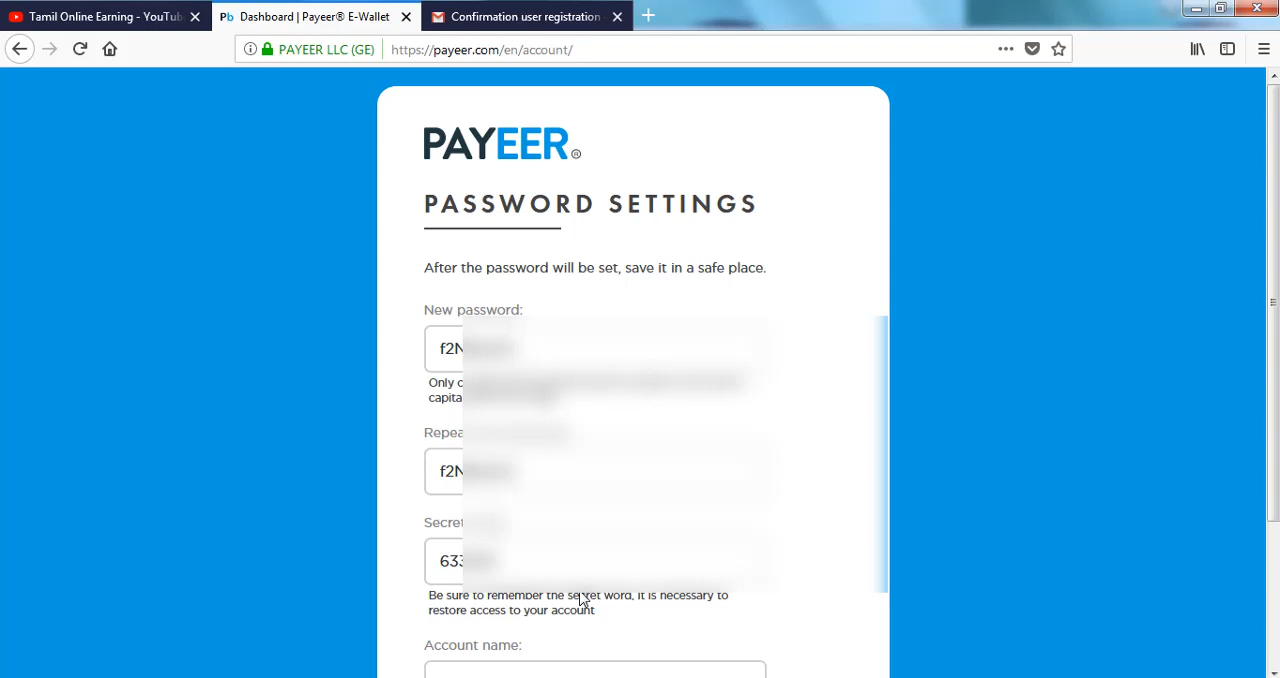 Tamil Online Earning - YouTub
Dashboard | Payeer® E-Wallet
Confirmation user registration
PAYEER LLC (GE)
https://payeer.com/en/account/
PAYEER®
PASSWORD SETTINGS
After the password will be set, save it in a safe place.
New password:
f2N
Only
capita
Repea
f2N
Secret
633
Be sure to remember the secret word, it is necessary to
restore access to your account
Account name: